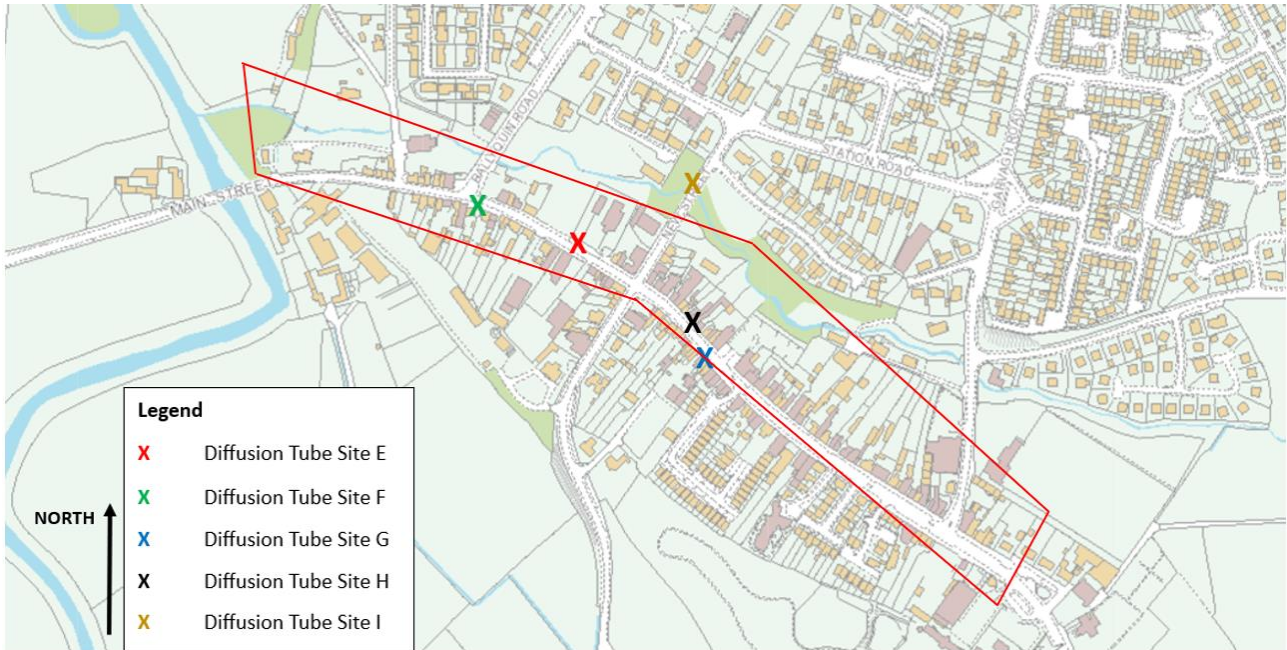 STATION ROAD
MAIN STREET
Legend
X Diffusion Tube Site E
X Diffusion Tube Site F
X Diffusion Tube Site G
X Diffusion Tube Site H
X Diffusion Tube Site I
NORTH